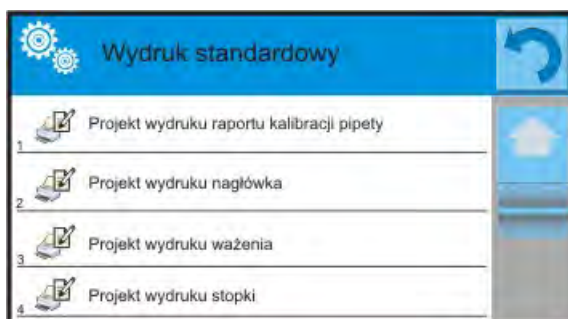 Wydruk standardowy
1 Projekt wydruku raportu kalibracji pipety
2 Projekt wydruku nagłówka
3 Projekt wydruku ważenia
4 Projekt wydruku stopki